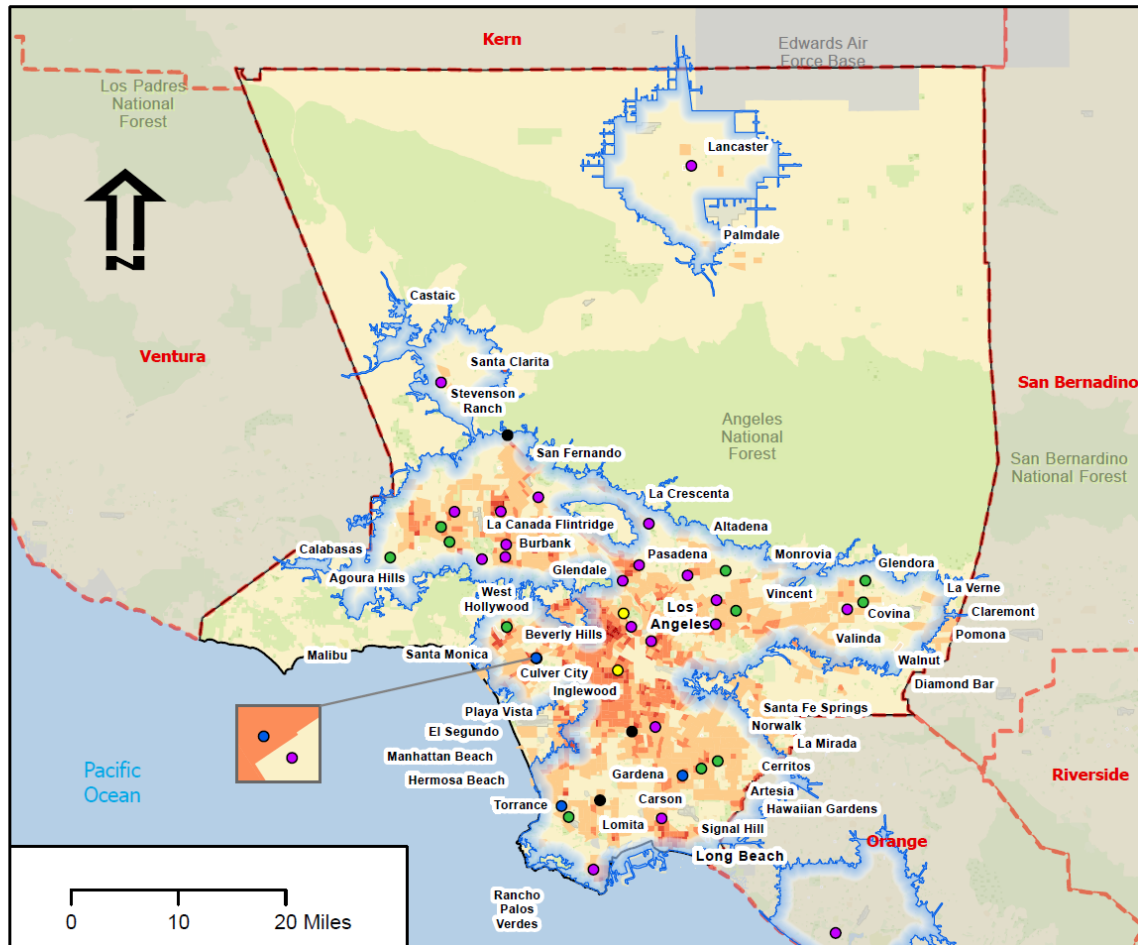 Kern
Edwards Air
Force Base
Los Padres
National
Forest
N
Lancaster
Palmdale
Castaic
Ventura
Santa Clarita
Stevenson
Ranch
San Bernadino
Angeles
National
Forest
San Bernardino
National Forest
San Fernando
La Crescenta
La Canada Flintridge
Altadena
Burbank
Calabasas
Pasadena
Monrovia
Glendora
Agoura Hills
Glendale
La Verne
West
Hollywood
Vincent
Los
Angeles
Covina
Claremont
Beverly Hills
Valinda
Pomona
Malibu
Santa Monica
Walnut
Culver City
Diamond Bar
Inglewood
Playa Vista
Santa Fe Springs
El Segundo
Norwalk
La Mirada
Manhattan Beach
Cerritos
Pacific
Ocean
Hermosa Beach
Gardena
Riverside
Artesia
Torrance
Carson
Hawaiian Gardens
Lomita
Signal Hill
Orange
Long Beach
Rancho
Palos
Verdes
0 10 20 Miles